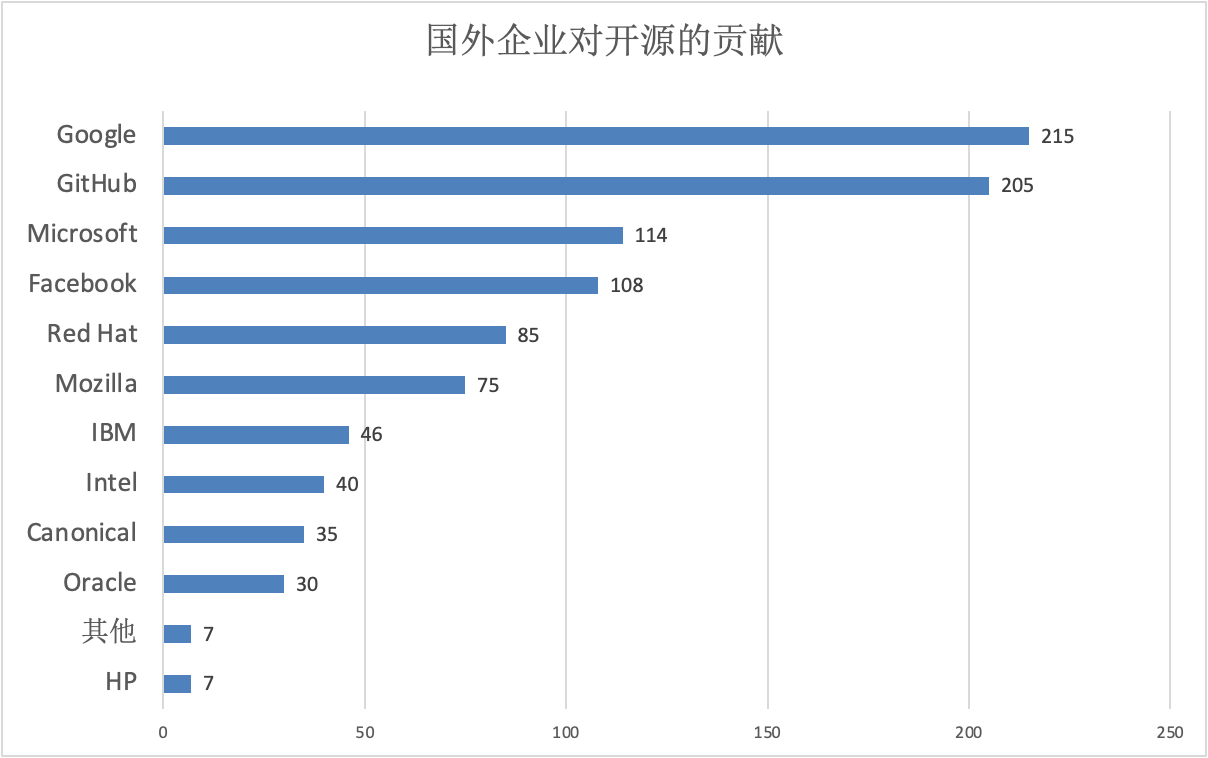 国外企业对开源的贡献
Google 215
GitHub 205
Microsoft 114
Facebook 108
Red Hat 85
Mozilla 75
IBM 46
Intel 40
Canonical 35
Oracle 30
其他 7
HP 7
0 50 100 150 200 250